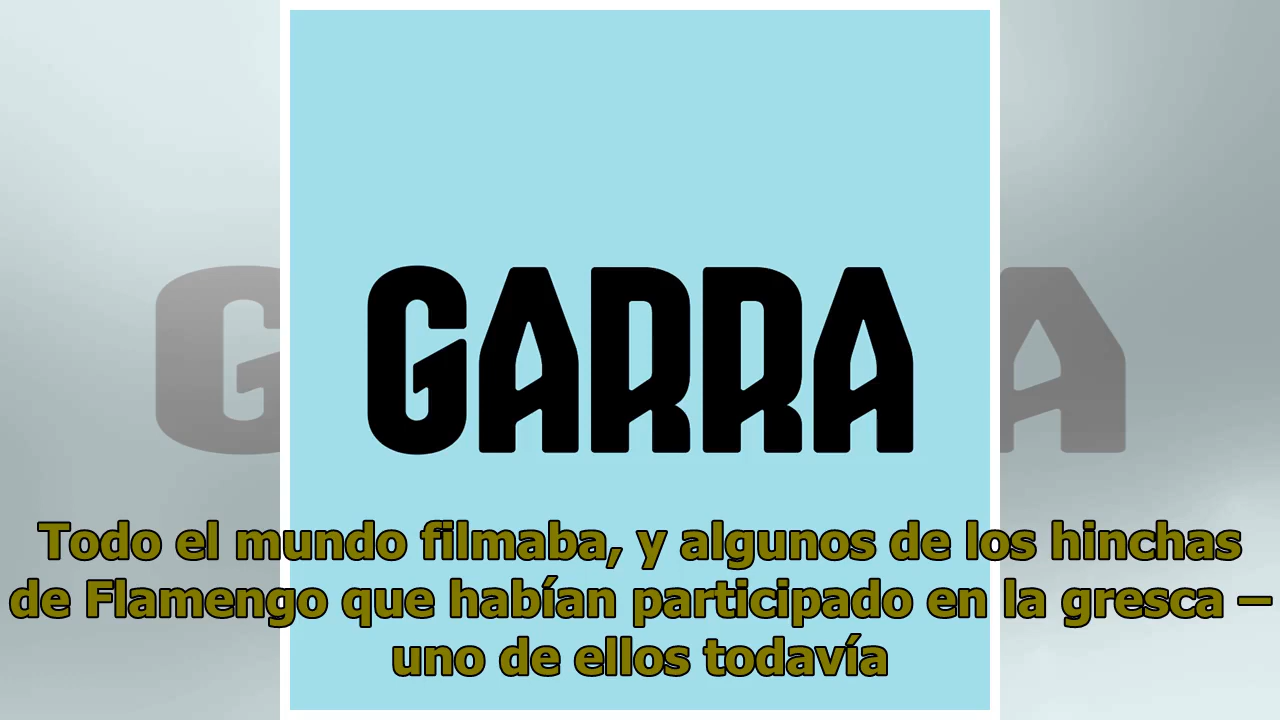 GARRA
Todo el mundo filmaba, y algunos de los hinchas
de Flamengo que habían participado en la gresca –
uno de ellos todavía